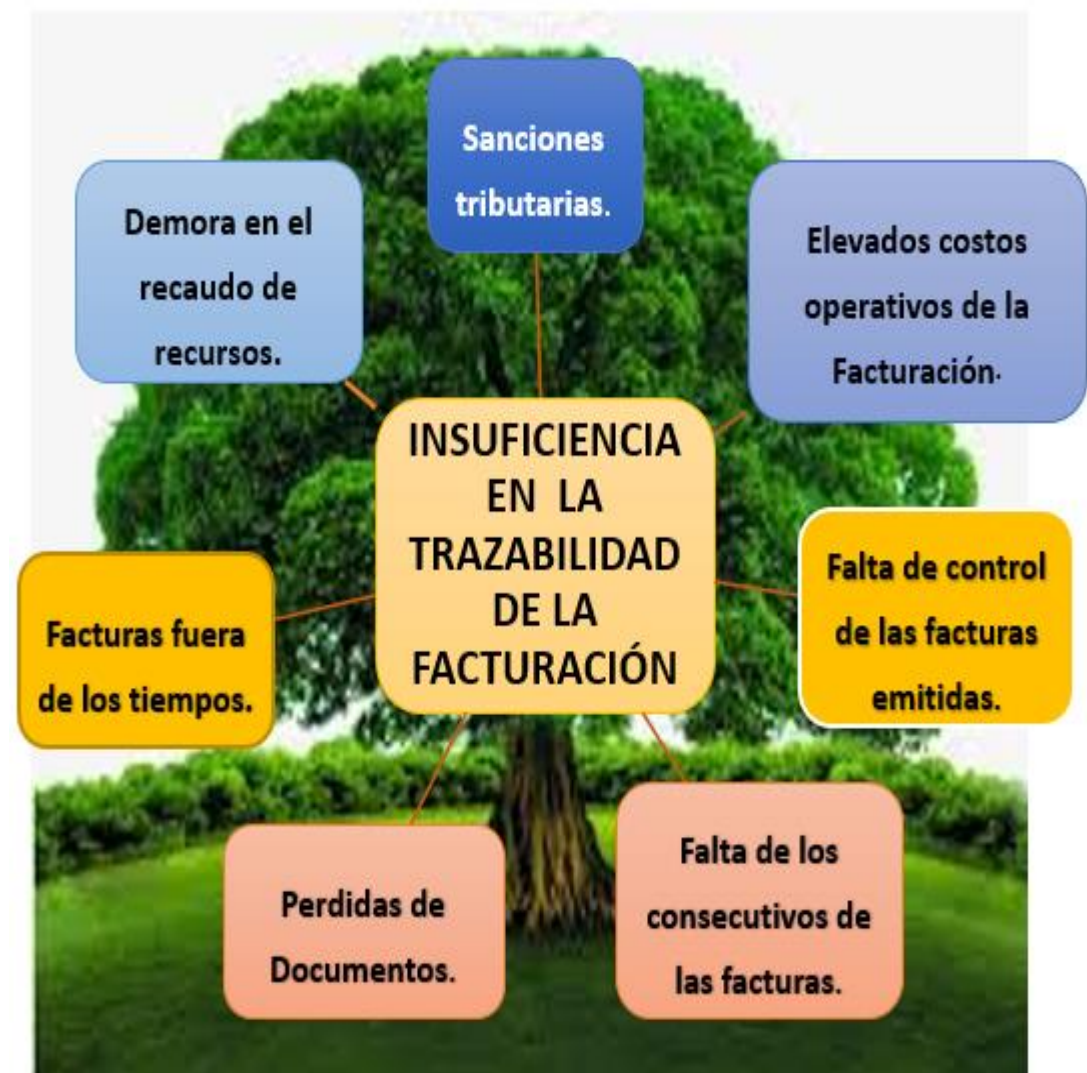 Sanciones
tributarias.
Demora en el
recaudo de
recursos.
Elevados costos
operativos de la
Facturación.
INSUFICIENCIA
EN LA
TRAZABILIDAD
DE LA
FACTURACIÓN
Facturas fuera
de los tiempos.
Falta de control
de las facturas
emitidas.
Perdidas de
Documentos.
Falta de los
consecutivos de
las facturas.